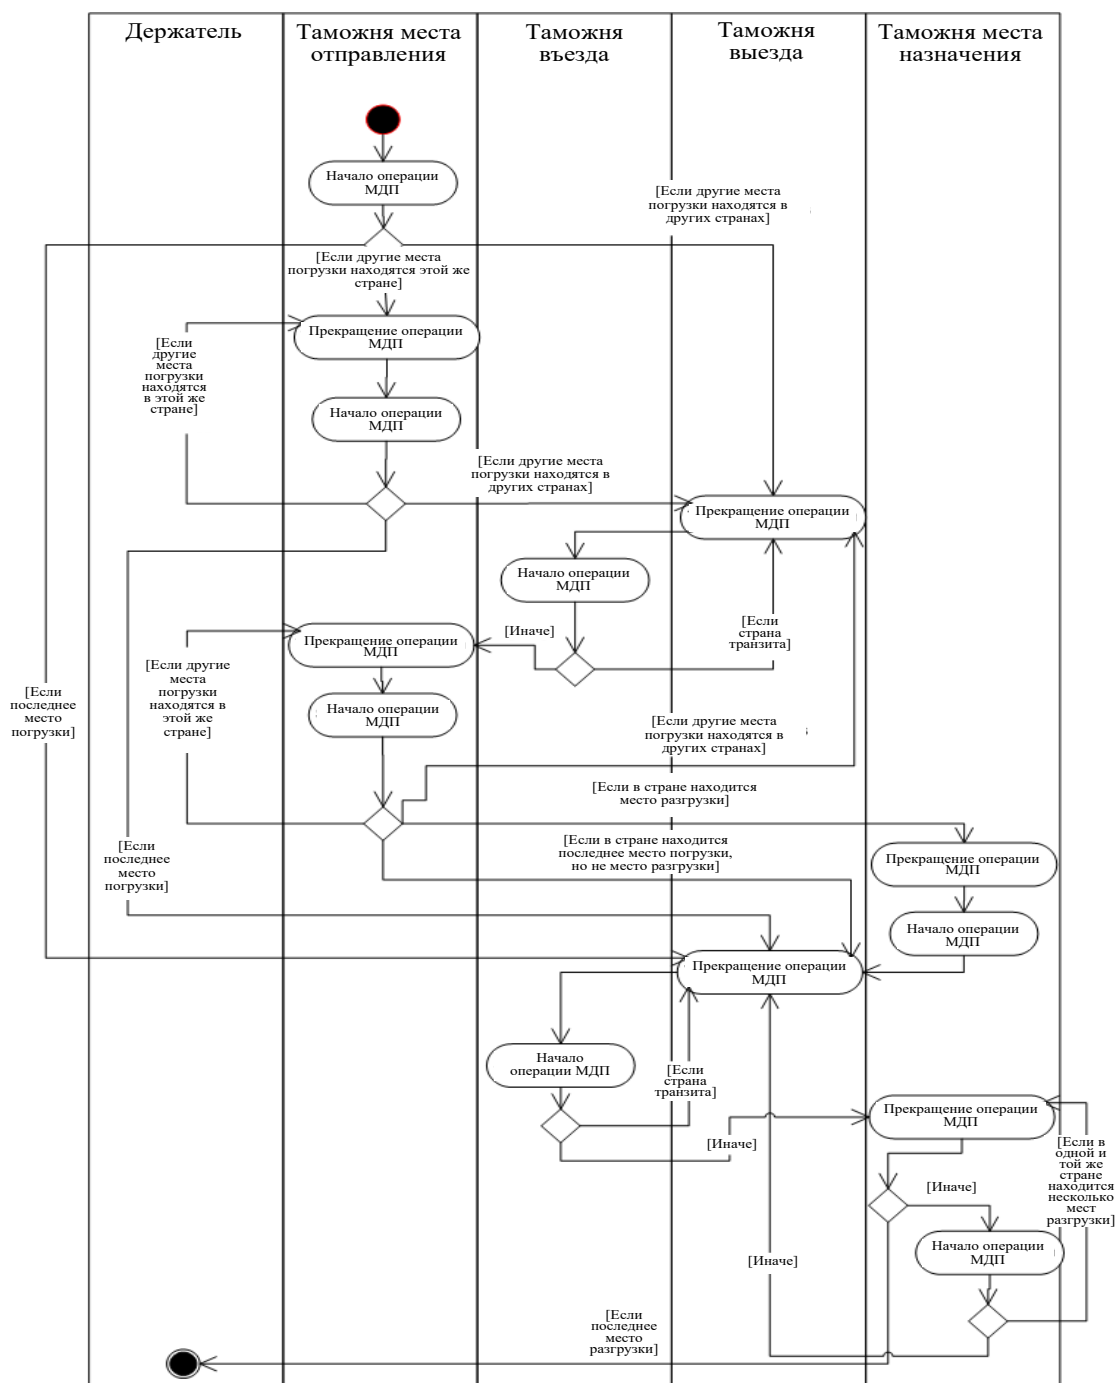 Держатель
Таможня места
отправления
Таможня
въезда
Таможня
выезда
Таможня места
назначения
Начало операции
МДП
[Если другие места
погрузки находятся в
других странах]
[Если другие места
погрузки находятся этой же
стране]
Прекращение операции
МДП
[Если
другие
места
погрузки
находятся
в этой же
стране]
Начало операции
МДП
[Если другие места
погрузки находятся в
других странах]
Прекращение операции
МДП
Начало операции
МДП
[Если
страна
транзита]
[Иначе]
Прекращение операции
МДП
[Если другие
места
погрузки
находятся в
этой же
стране]
[Если
последнее
место
погрузки]
Начало операции
МДП
[Если другие места
погрузки находятся в
других странах]
[Если в стране находится
место разгрузки]
[Если в стране находится
последнее место погрузки,
но не место разгрузки]
[Если
последнее
место
погрузки]
Прекращение операции
МДП
Начало операции
МДП
Прекращение операции
МДП
Начало
операции МДП
[Если
страна
транзита]
[Иначе]
Прекращение операции
МДП
[Если в
одной и
той же
стране
находится
несколько
мест
разгрузки]
[Иначе]
Начало операции
МДП
[Иначе]
[Если
последнее
место
разгрузки]